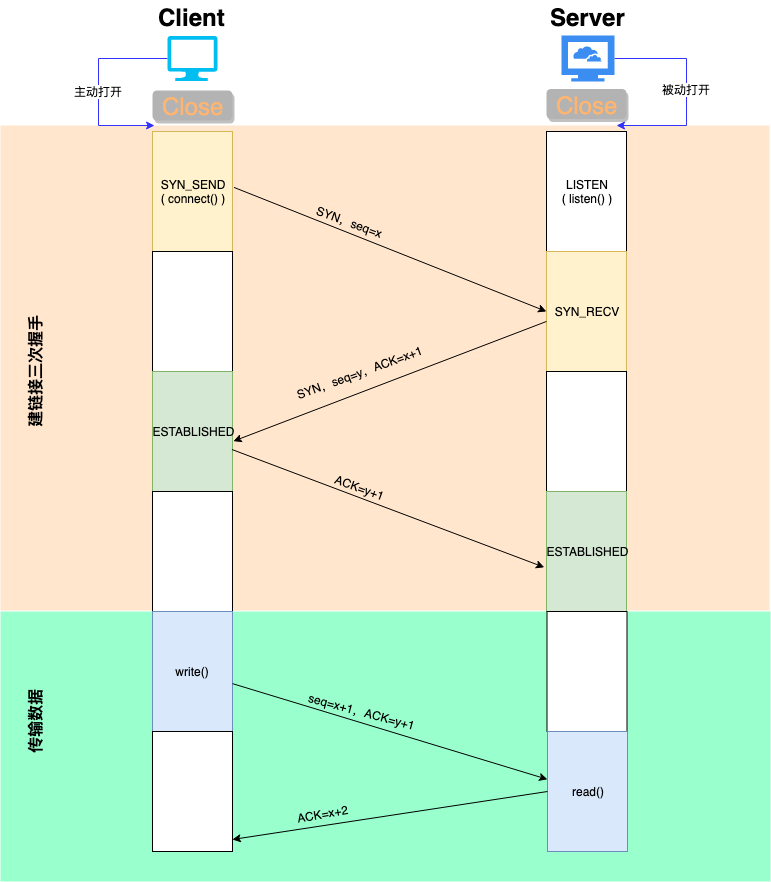 Client
Server
主动打开
被动打开
Close
Close
SYN_SEND
( connect() )
LISTEN
( listen() )
SYN，seq=x
SYN_RECV
建链接三次握手
SYN，seq=y，ACK=x+1
ESTABLISHED
ACK=y+1
ESTABLISHED
write()
seq=x+1，ACK=y+1
传输数据
read()
ACK=x+2